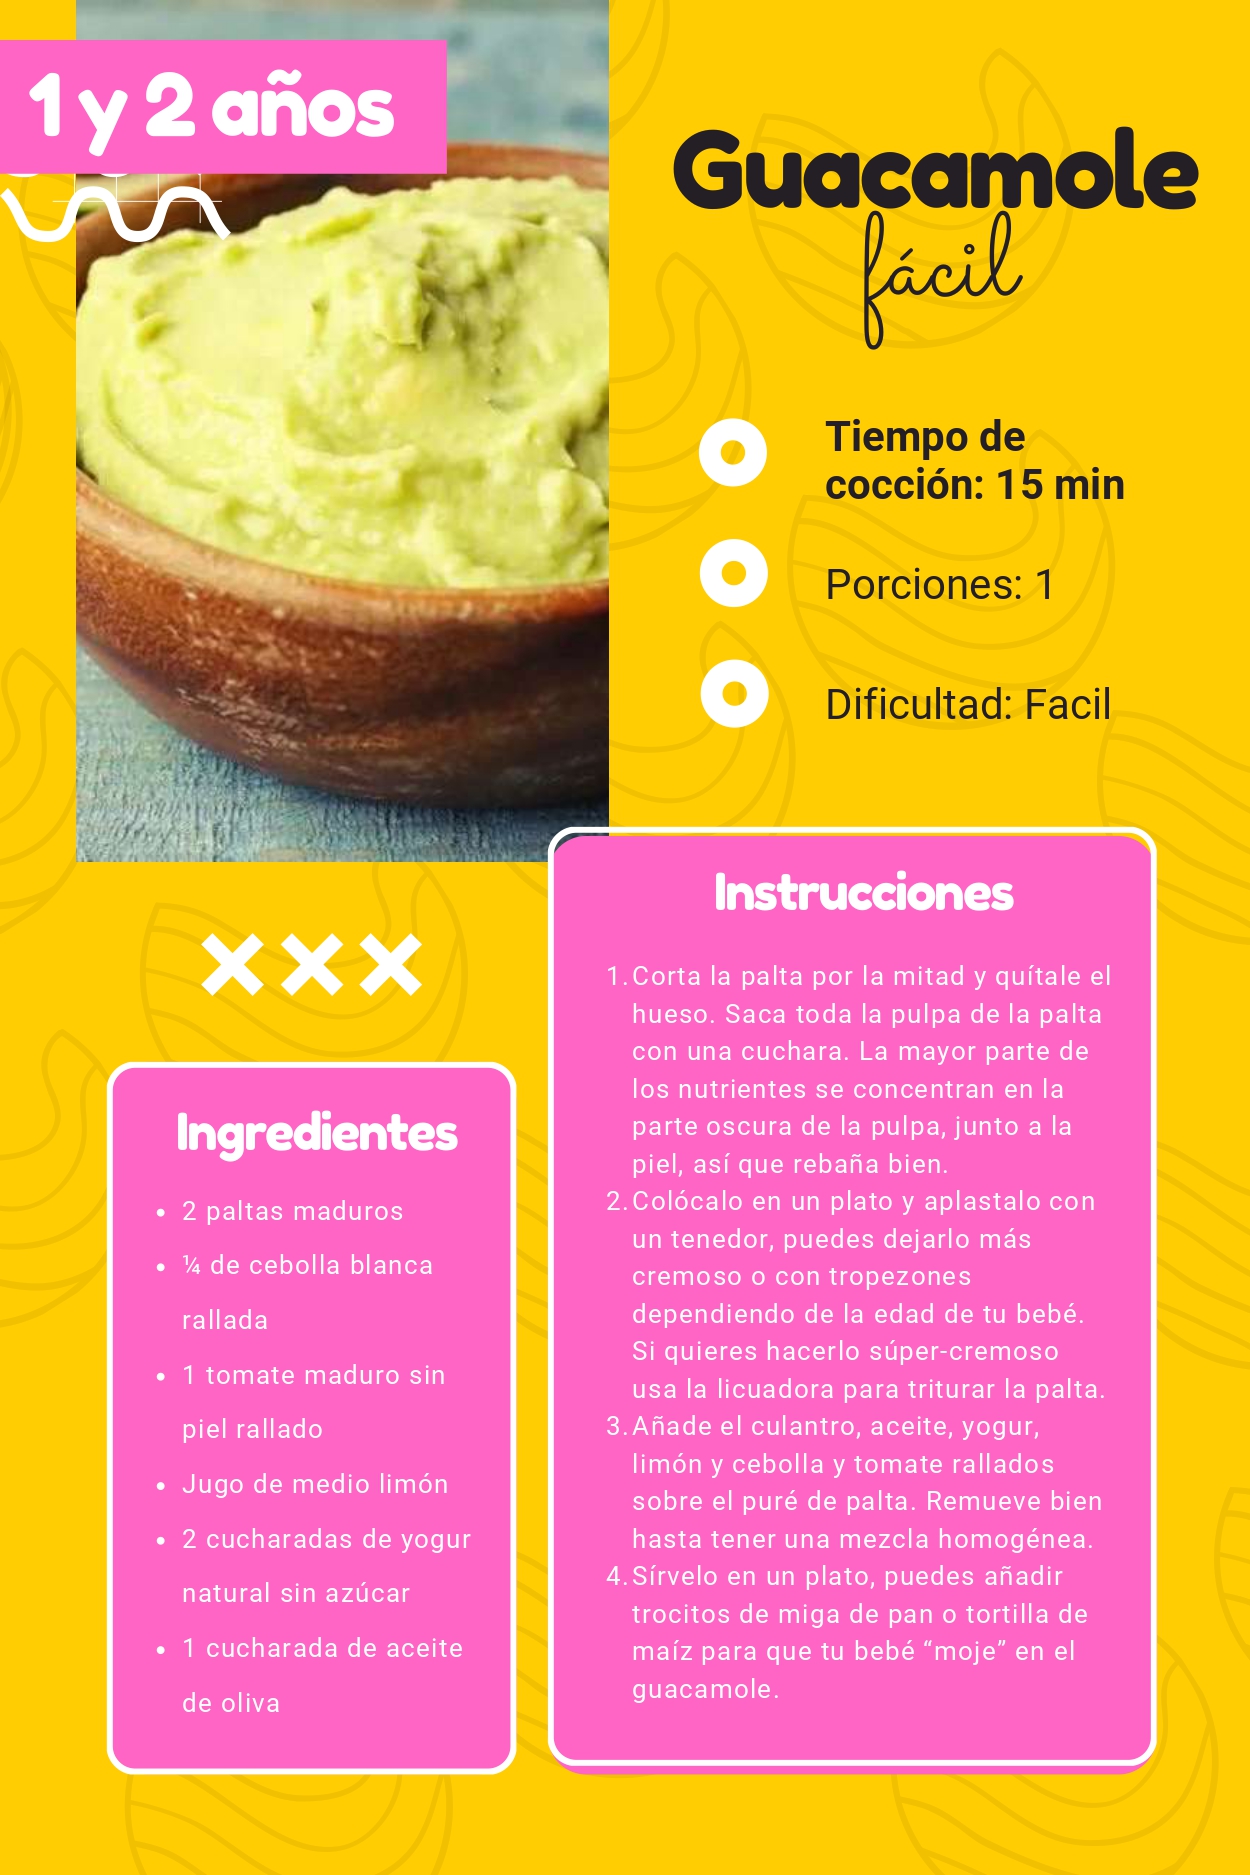 1 y 2 años
Guacamole
fácil
Tiempo de
cocción: 15 min
Porciones: 1
Dificultad: Facil
Instrucciones
1. Corta la palta por la mitad y quítale el
hueso. Saca toda la pulpa de la palta
con una cuchara. La mayor parte de
los nutrientes se concentran en la
parte oscura de la pulpa, junto a la
piel, así que rebaña bien.
2. Colócalo en un plato y aplastalo con
un tenedor, puedes dejarlo más
cremoso o con tropezones
dependiendo de la edad de tu bebé.
Si quieres hacerlo súper-cremoso
usa la licuadora para triturar la palta.
3. Añade el culantro, aceite, yogur,
limón y cebolla y tomate rallados
sobre el puré de palta. Remueve bien
hasta tener una mezcla homogénea.
4. Sírvelo en un plato, puedes añadir
trocitos de miga de pan o tortilla de
maíz para que tu bebé “moje” en el
guacamole.
Ingredientes
• 2 paltas maduros
• ¼ de cebolla blanca
rallada
• 1 tomate maduro sin
piel rallado
• Jugo de medio limón
• 2 cucharadas de yogur
natural sin azúcar
• 1 cucharada de aceite
de oliva